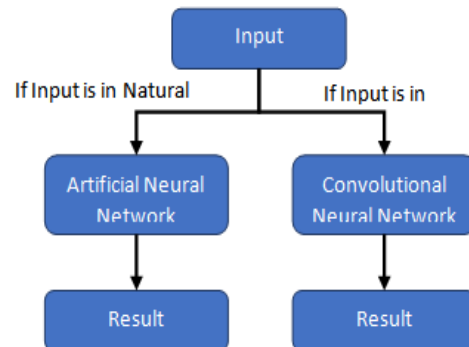 Input
If Input is in Natural
If Input is in
Artificial Neural
Network
Convolutional
Neural Network
Result
Result